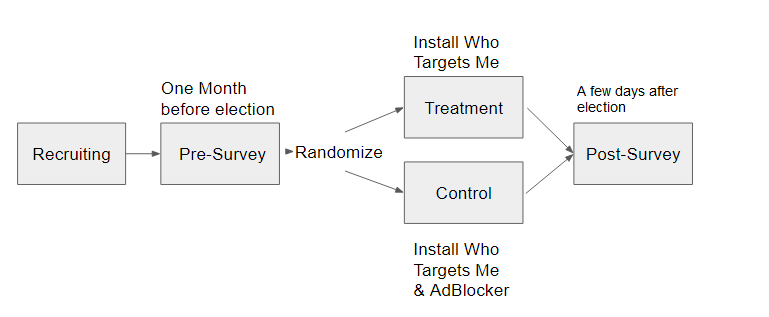 Install Who
Targets Me
One Month
before election
A few days after
election
Recruiting
Pre-Survey
Randomize
Treatment
Control
Post-Survey
Install Who
Targets Me
& AdBlocker